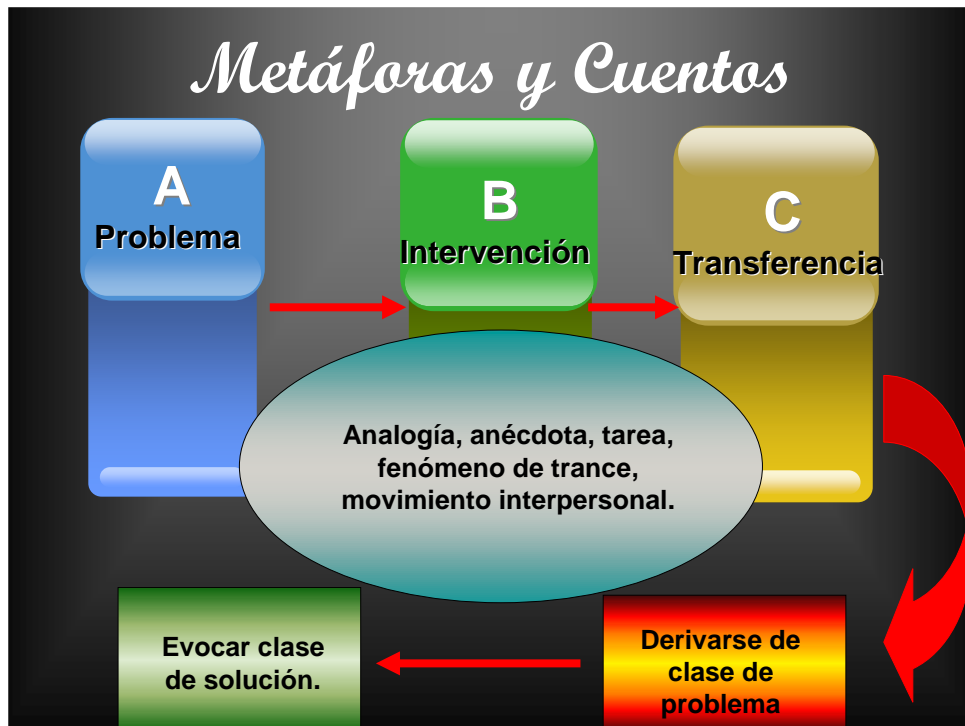 Metáforas y Cuentos
A
Problema
B
Intervención
C
Transferencia
Analogía, anécdota, tarea,
fenómeno de trance,
movimiento interpersonal.
Evocar clase
de solución.
Derivarse de
clase de
problema